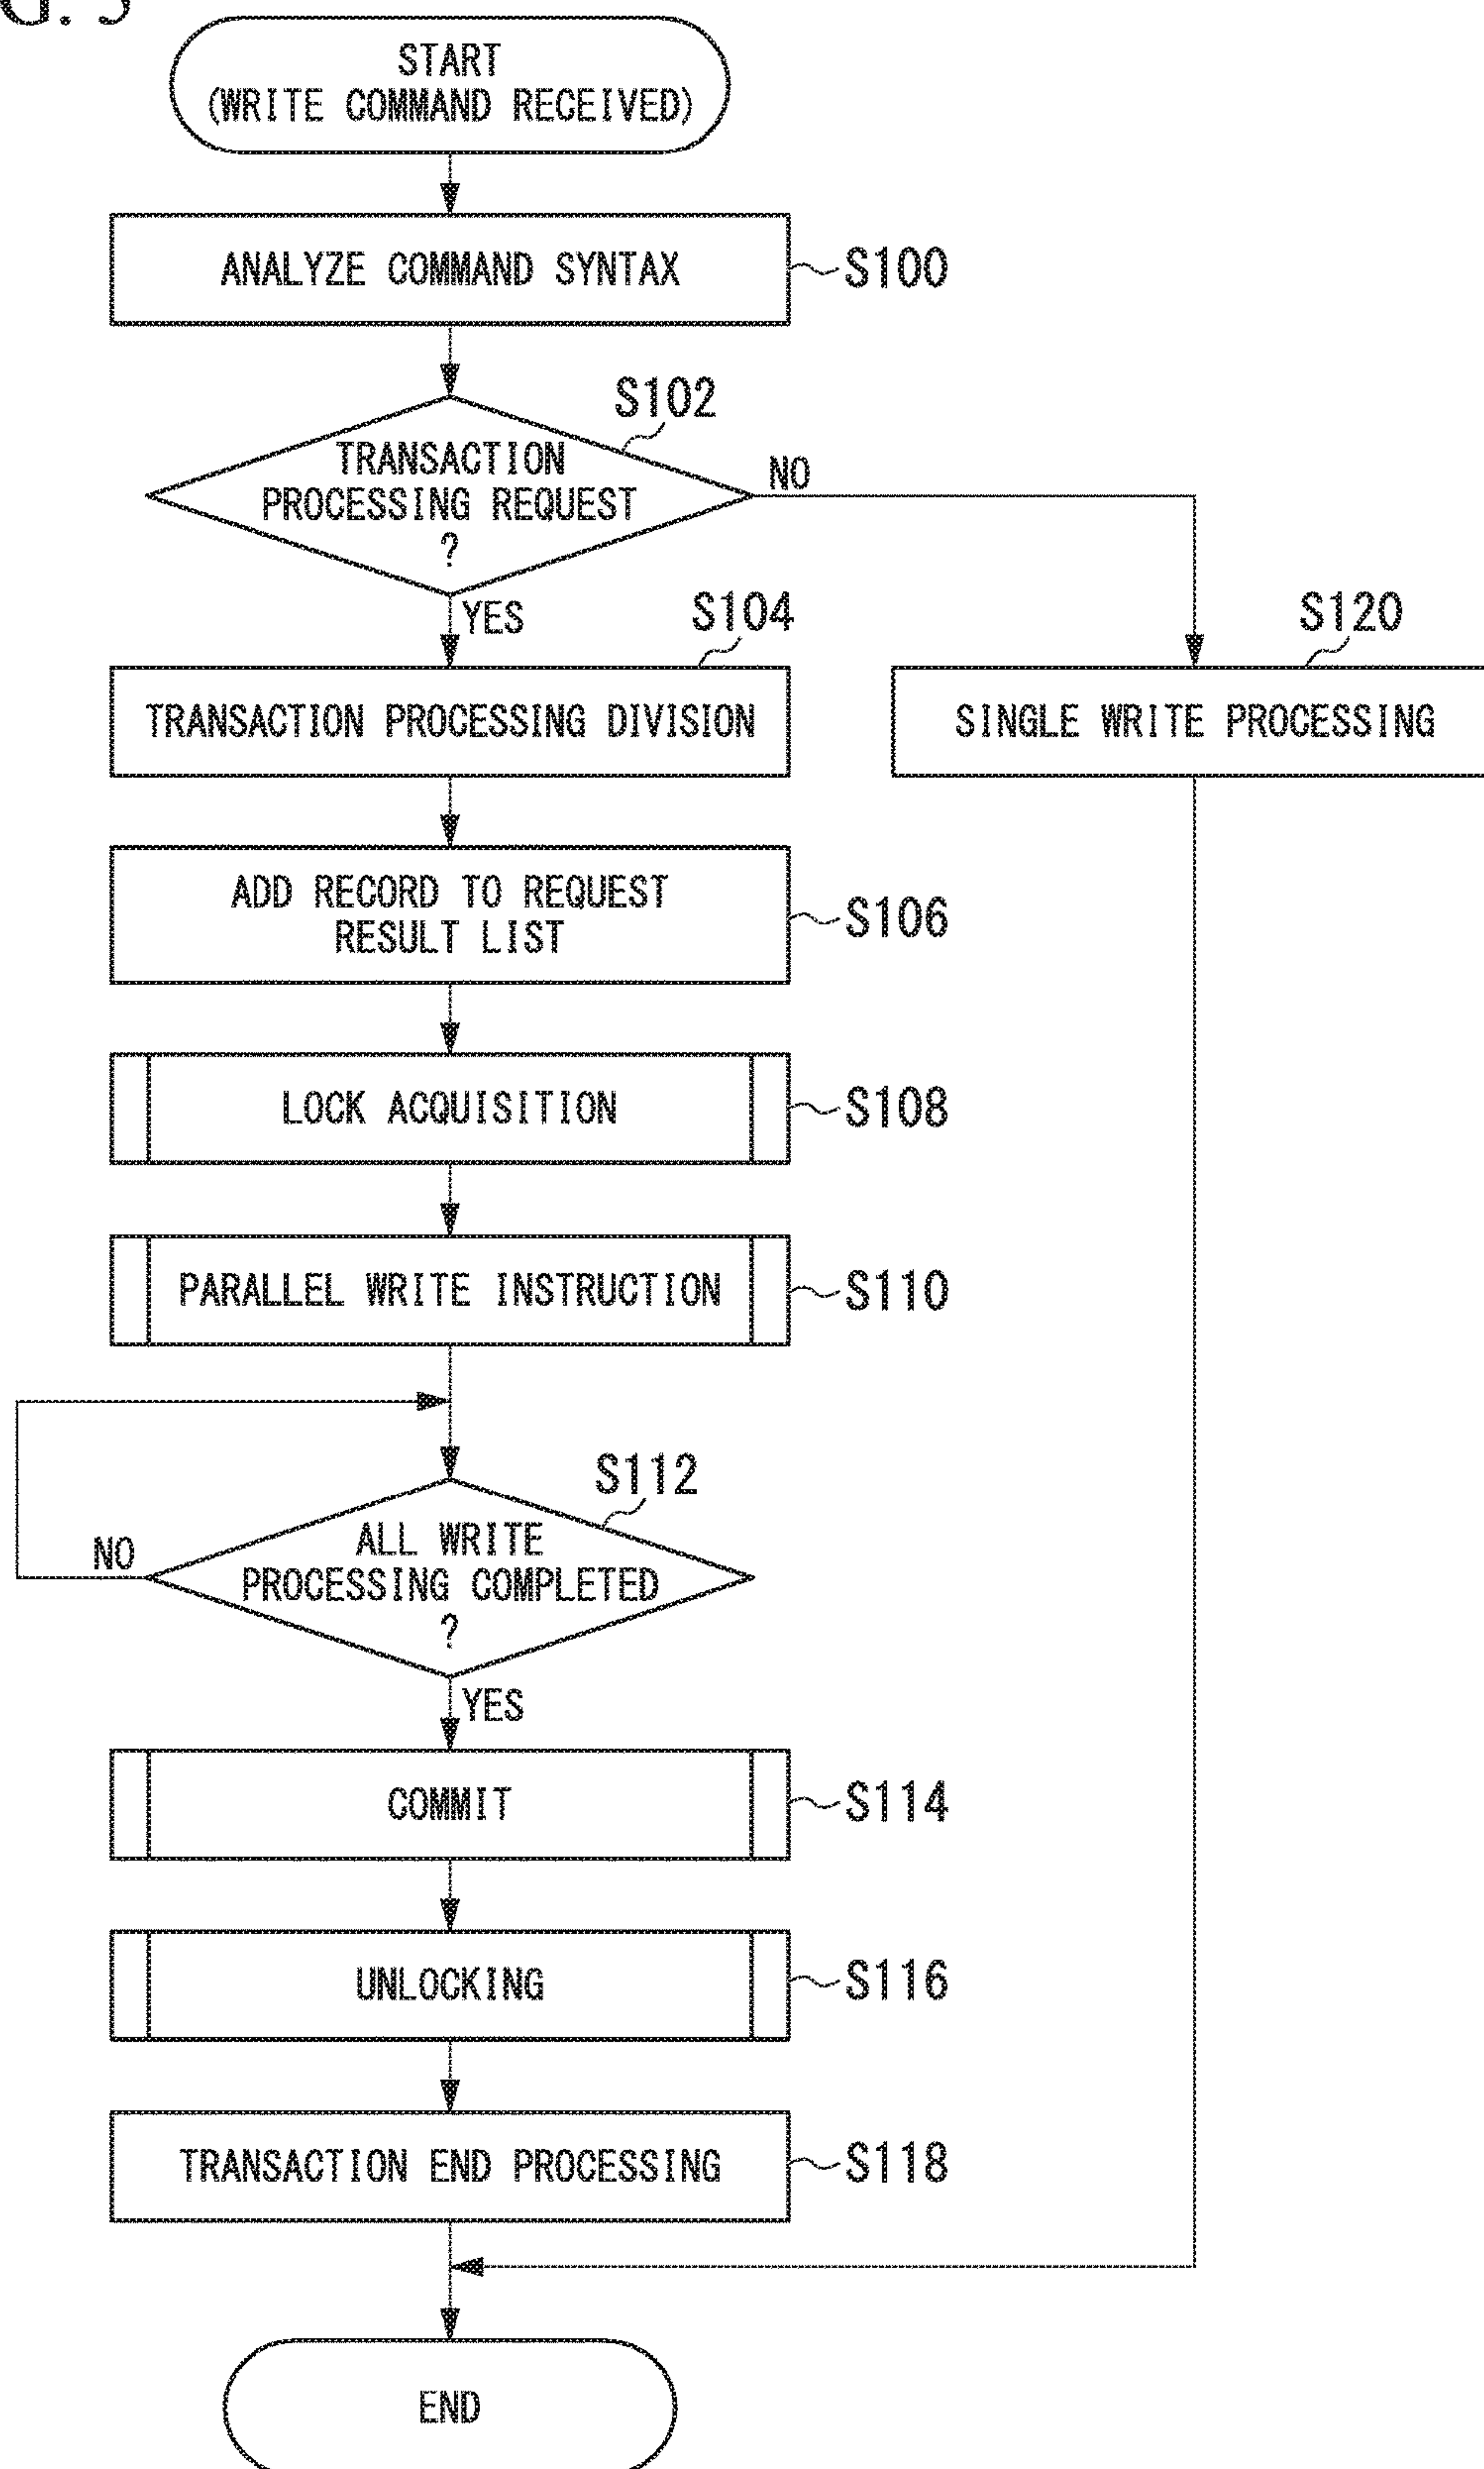 START
(WRITE COMMAND RECEIVED)
ANALYZE COMMAND SYNTAX
S100
S102
TRANSACTION
PROCESSING REQUEST
?
NO
YES
S104
S120
TRANSACTION PROCESSING DIVISION
SINGLE WRITE PROCESSING
ADD RECORD TO REQUEST
RESULT LIST
S106
LOCK ACQUISITION
S108
PARALLEL WRITE INSTRUCTION
S110
S112
ALL WRITE
PROCESSING COMPLETED
?
NO
YES
COMMIT
S114
UNLOCKING
S116
TRANSACTION END PROCESSING
S118
END